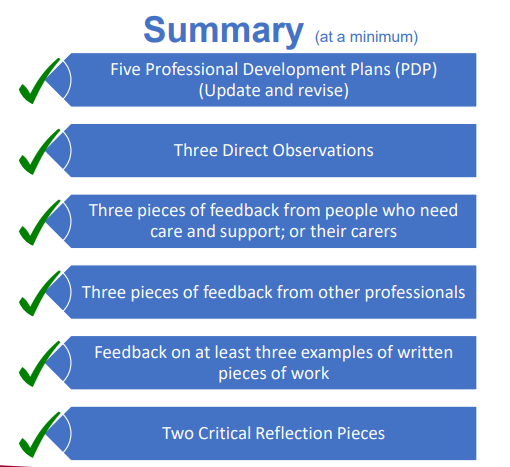 Summary (at a minimum)
Five Professional Development Plans (PDP)
(Update and revise)
Three Direct Observations
Three pieces of feedback from people who need
care and support; or their carers
Three pieces of feedback from other professionals
Feedback on at least three examples of written
pieces of work
Two Critical Reflection Pieces